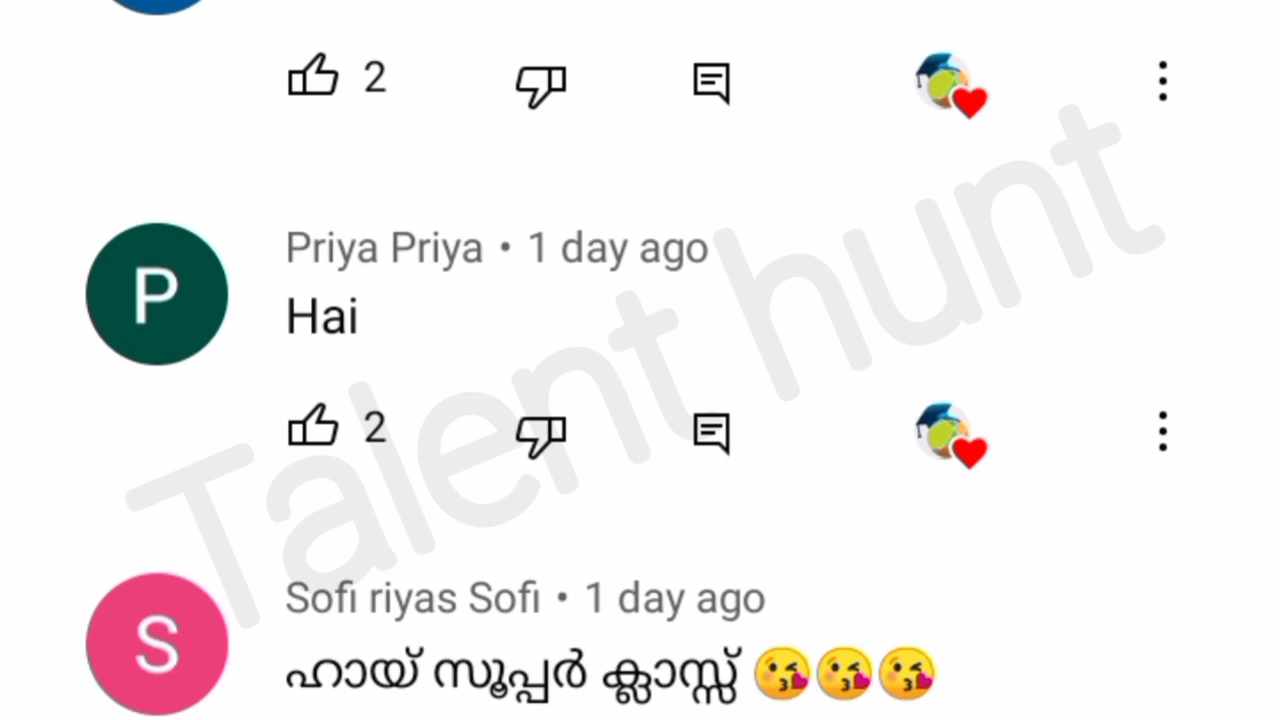 2
Priya Priya • 1 day ago
Hai
2
Sofi riyas Sofi • 1 day ago
ഹായ് സൂപ്പർ ക്ലാസ്സ് 😘😘😘
P
S
Talent hunt